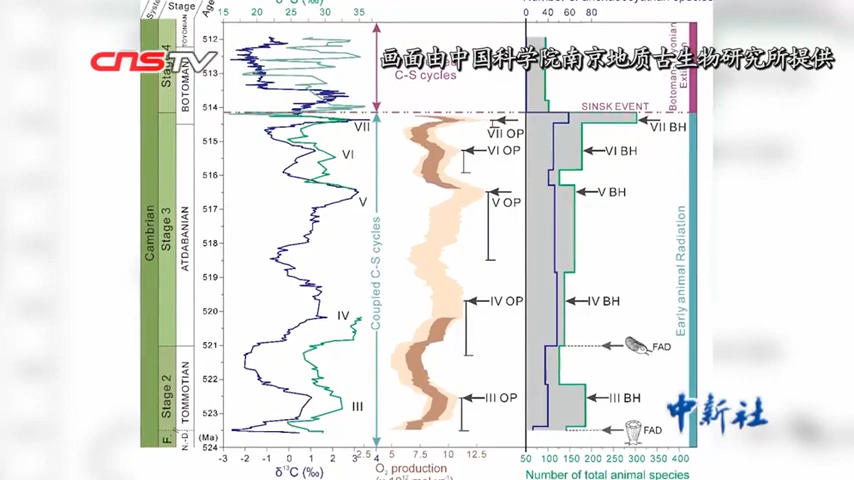 Stage
15 20 25 30 35
δ¹³C (‰)
0 40 60 80
CNSTV
画面由中国科学院南京地质古生物研究所提供
C-S cycles
SINSK EVENT
Cambrian
Stage 4
Stage 3
Stage 2
F.
BOTOMAN
ATDABANIAN
TOMMOTIAN
N.-D.
512
513
514
515
516
517
518
519
520
521
522
523
524
(Ma)
VII
VI
V
IV
III
Coupled C-S cycles
VII OP
VI OP
V OP
IV OP
III OP
VII BH
VI BH
V BH
IV BH
III BH
FAD
FAD
Early animal Radiation
中新社
-3 -2 -1 0 1 2 3 4
δ¹³C (‰)
2.5 5 7.5 10 12.5
O₂ production
50 100 150 200 250 300 350 400
Number of total animal species